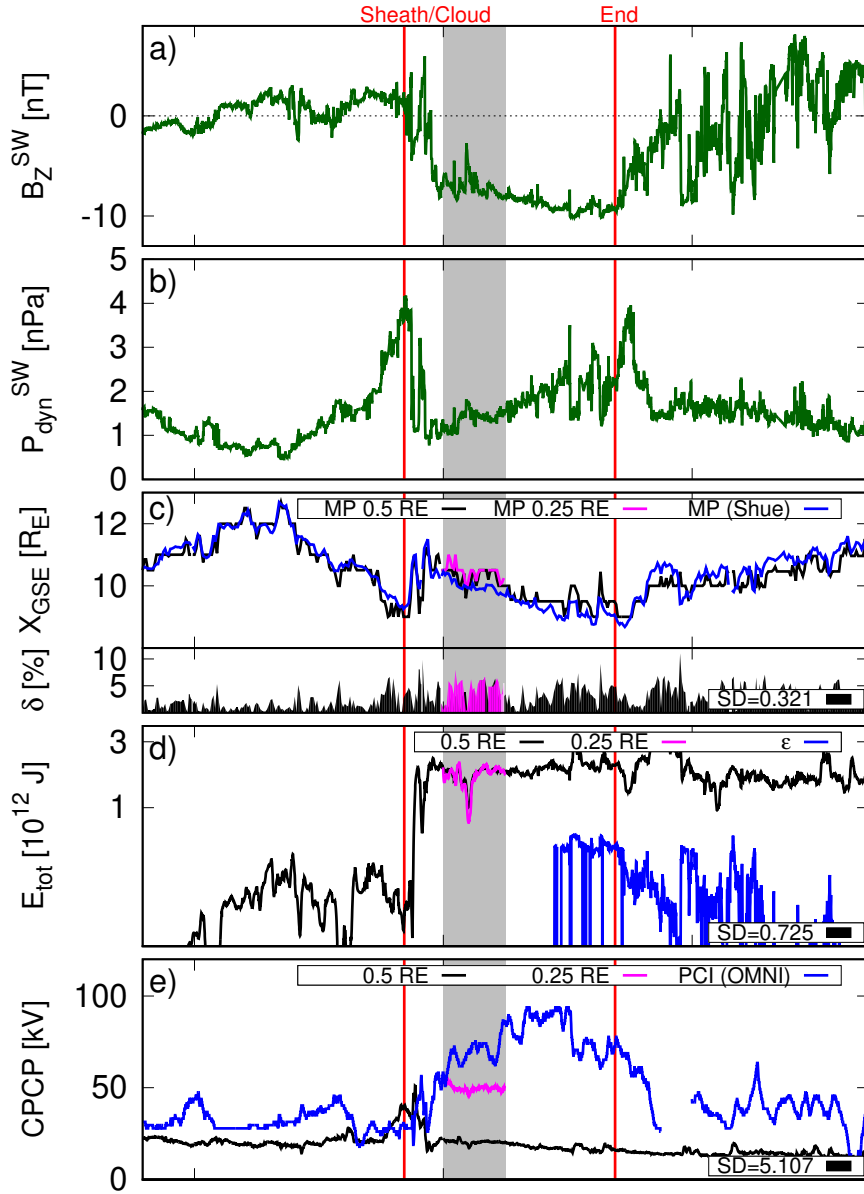 Sheath/Cloud End
a)
B_Z^SW [nT]
0
-10
b)
P_dyn^SW [nPa]
5
4
3
2
1
0
c)
MP 0.5 RE MP 0.25 RE MP (Shue)
X_GSE [R_E]
12
10
δ [%]
10
5
SD=0.321
d)
0.5 RE 0.25 RE ε
E_tot [10^12 J]
3
1
SD=0.725
e)
0.5 RE 0.25 RE PCI (OMNI)
CPCP [kV]
100
50
0
SD=5.107